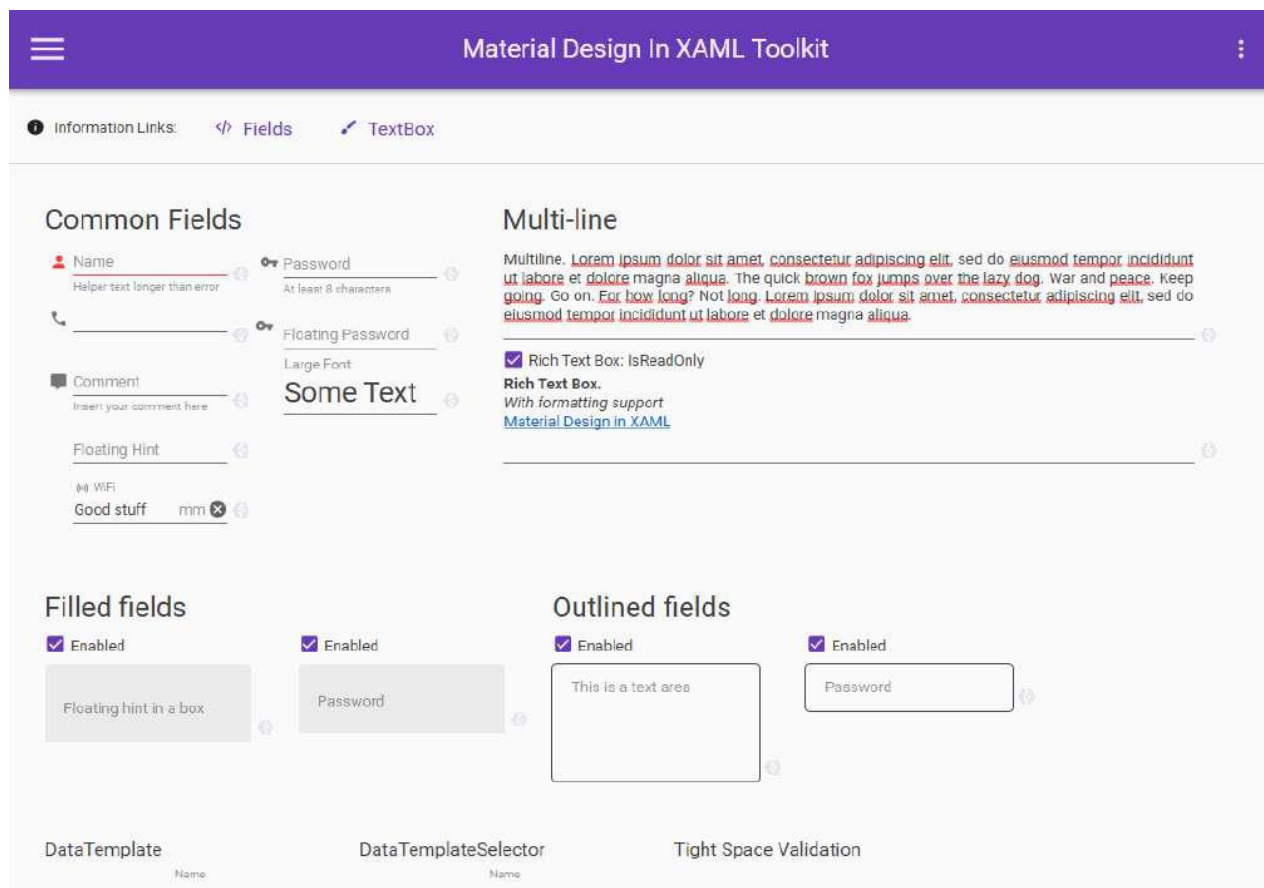 Material Design In XAML Toolkit
Information Links:
Fields
TextBox
Common Fields
Name
Helper text longer than error
Comment
Insert your comment here
Floating Hint
WiFi
Good stuff mm
Password
At least 8 characters
Floating Password
Large Font
Some Text
Multi-line
Multiline. Lorem ipsum dolor sit amet, consectetur adipiscing elit, sed do eiusmod tempor incididunt
ut labore et dolore magna aliqua. The quick brown fox jumps over the lazy dog. War and peace. Keep
going. Go on. For how long? Not long. Lorem ipsum dolor sit amet, consectetur adipiscing elit, sed do
eiusmod tempor incididunt ut labore et dolore magna aliqua.
Rich Text Box: IsReadOnly
Rich Text Box.
With formatting support
Material Design in XAML
Filled fields
Enabled
Floating hint in a box
Enabled
Password
Outlined fields
Enabled
This is a text area
Enabled
Password
DataTemplate
Name
DataTemplateSelector
Name
Tight Space Validation